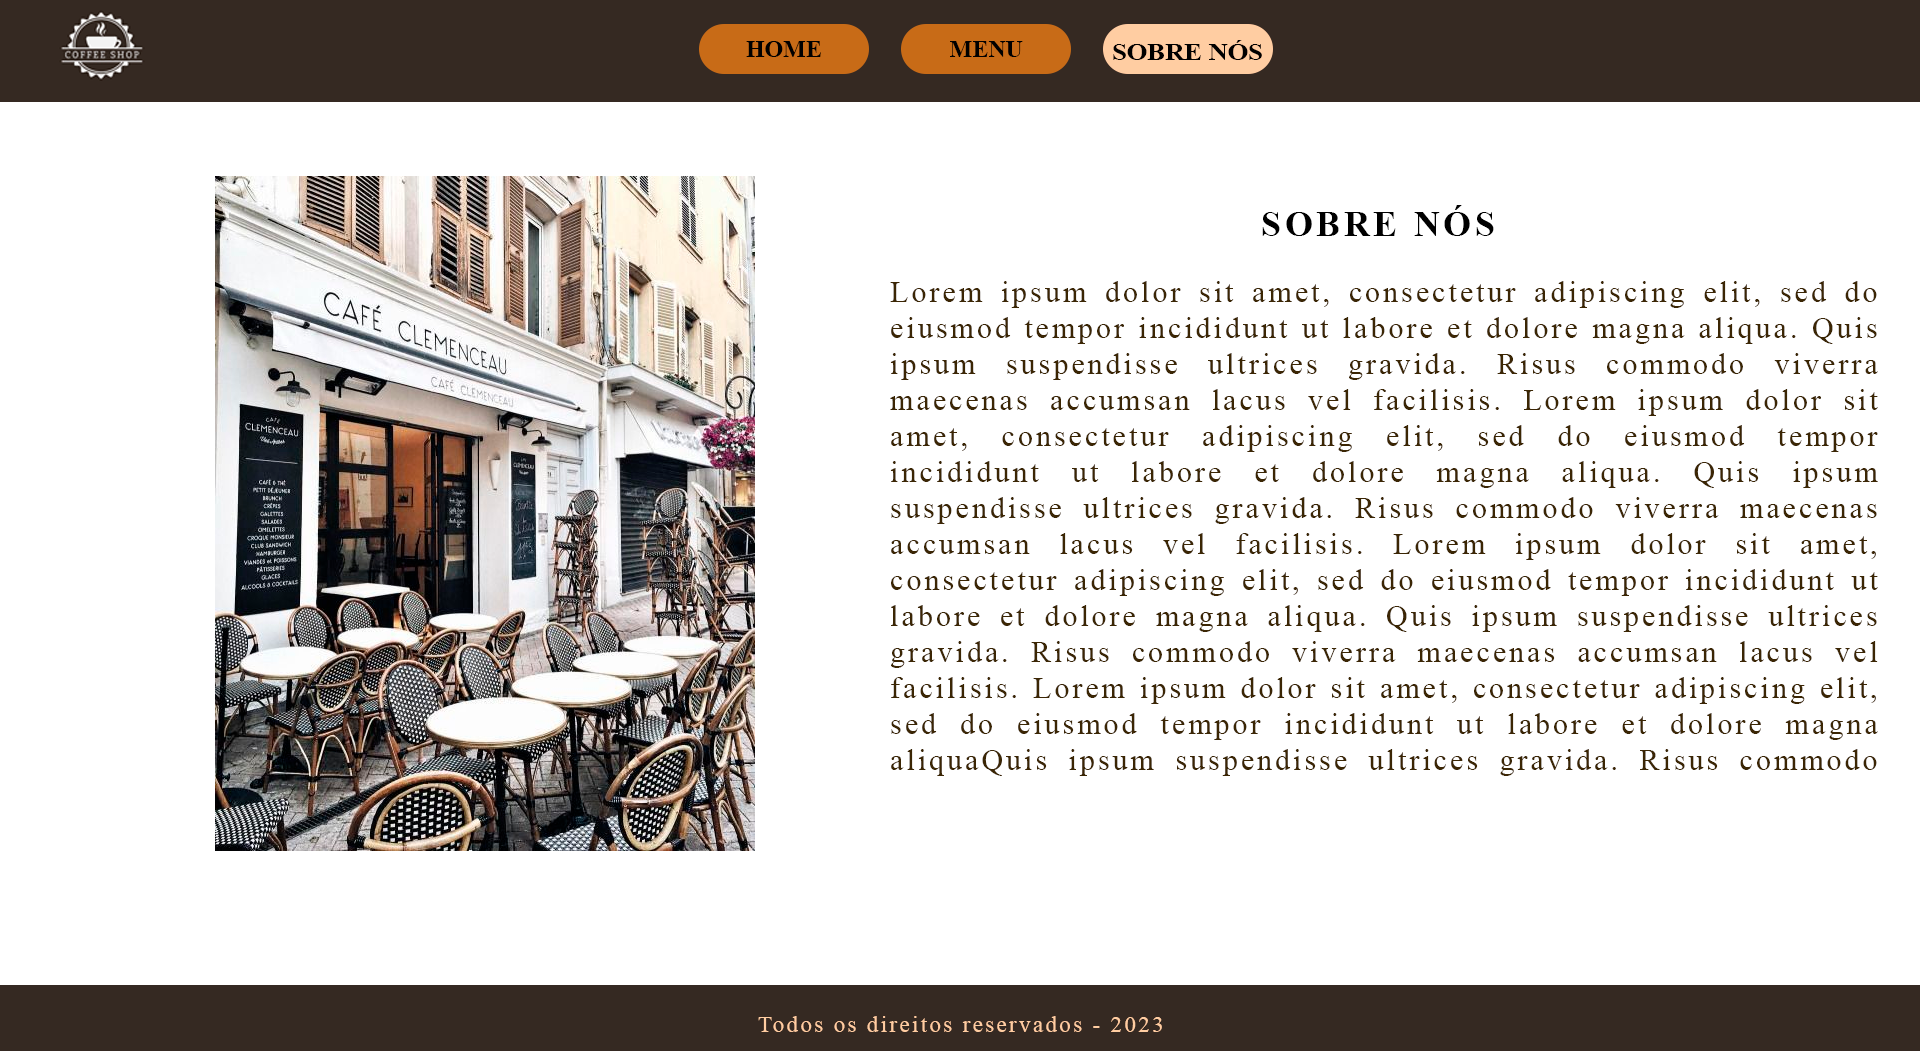 COFFEE SHOP
HOME
MENU
SOBRE NÓS
CAFÉ CLEMENCEAU
CAFÉ CLEMENCEAU
CAFÉ
CLEMENCEAU
CAFÉ & THÉ
PETIT DÉJEUNER
BRUNCH
CRÊPES
GALETTES
SALADES
OMELETTES
CROQUE MONSIEUR
CLUB SANDWICH
HAMBURGER
VIANDES et POISSONS
PÂTISSERIES
GLACES
ALCOOLS & COCKTAILS
CLEMENCEAU
SOBRE NÓS
Lorem ipsum dolor sit amet, consectetur adipiscing elit, sed do
eiusmod tempor incididunt ut labore et dolore magna aliqua. Quis
ipsum suspendisse ultrices gravida. Risus commodo viverra
maecenas accumsan lacus vel facilisis. Lorem ipsum dolor sit
amet, consectetur adipiscing elit, sed do eiusmod tempor
incididunt ut labore et dolore magna aliqua. Quis ipsum
suspendisse ultrices gravida. Risus commodo viverra maecenas
accumsan lacus vel facilisis. Lorem ipsum dolor sit amet,
consectetur adipiscing elit, sed do eiusmod tempor incididunt ut
labore et dolore magna aliqua. Quis ipsum suspendisse ultrices
gravida. Risus commodo viverra maecenas accumsan lacus vel
facilisis. Lorem ipsum dolor sit amet, consectetur adipiscing elit,
sed do eiusmod tempor incididunt ut labore et dolore magna
aliquaQuis ipsum suspendisse ultrices gravida. Risus commodo
Todos os direitos reservados - 2023